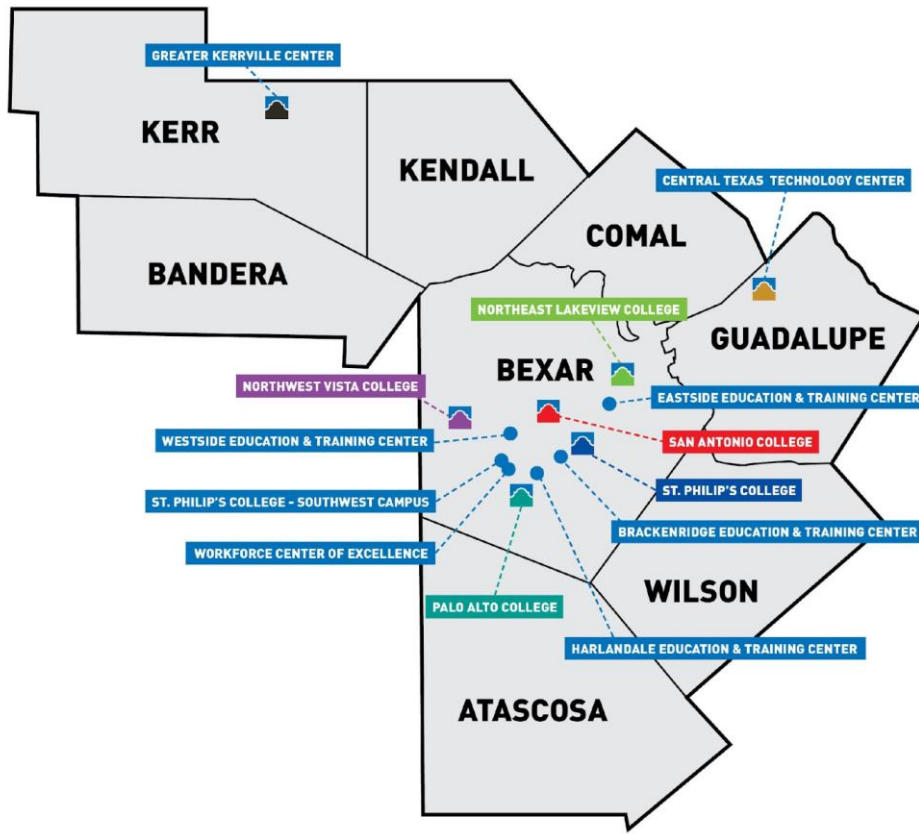 GREATER KERRVILLE CENTER
KERR
KENDALL
CENTRAL TEXAS TECHNOLOGY CENTER
COMAL
BANDERA
NORTHEAST LAKEVIEW COLLEGE
GUADALUPE
BEXAR
NORTHWEST VISTA COLLEGE
EASTSIDE EDUCATION & TRAINING CENTER
WESTSIDE EDUCATION & TRAINING CENTER
SAN ANTONIO COLLEGE
ST. PHILIP'S COLLEGE
ST. PHILIP'S COLLEGE - SOUTHWEST CAMPUS
BRACKENRIDGE EDUCATION & TRAINING CENTER
WORKFORCE CENTER OF EXCELLENCE
WILSON
PALO ALTO COLLEGE
HARLANDALE EDUCATION & TRAINING CENTER
ATASCOSA